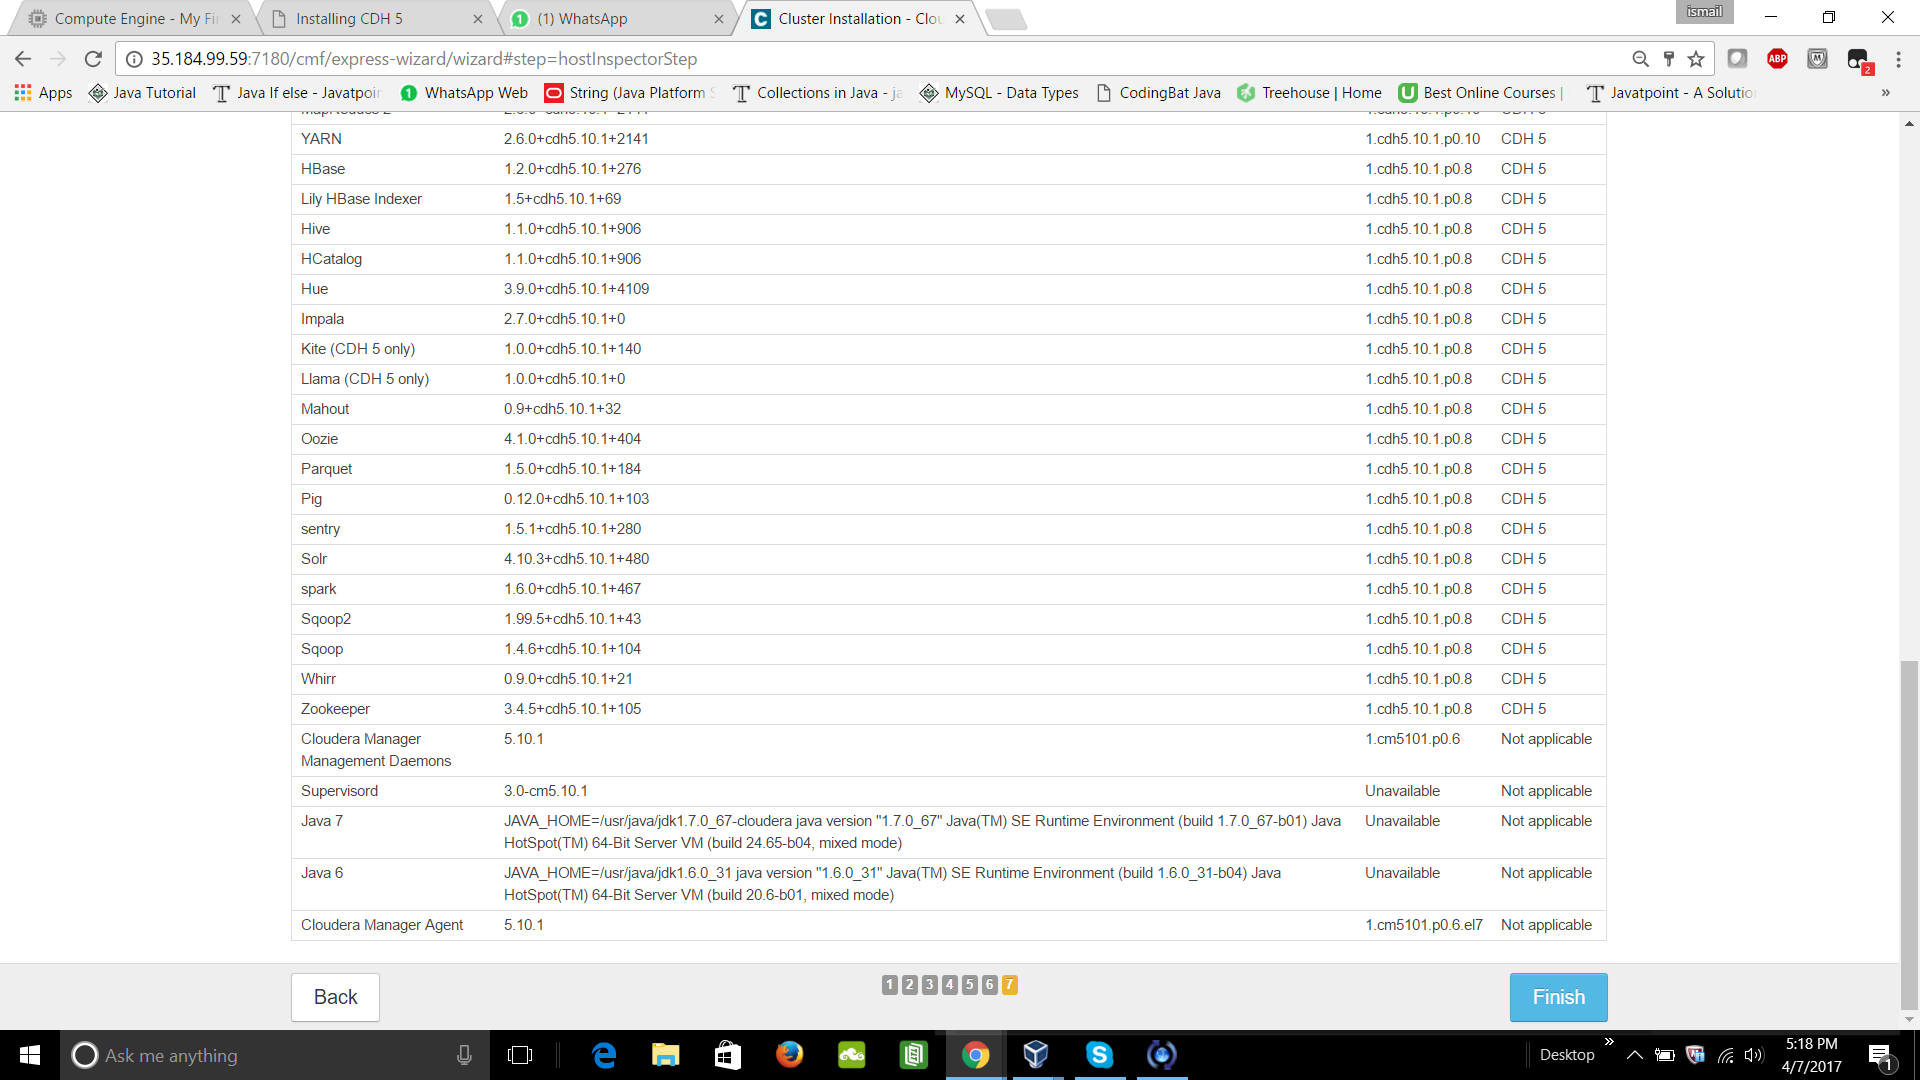 Compute Engine - My Fi
Installing CDH 5
(1) WhatsApp
Cluster Installation - Clou
ismail
35.184.99.59:7180/cmf/express-wizard/wizard#step=hostInspectorStep
ABP
2
Apps
Java Tutorial
Java If else - Javatpoin
WhatsApp Web
String (Java Platform S
Collections in Java - ja
MySQL - Data Types
CodingBat Java
Treehouse | Home
Best Online Courses |
Javatpoint - A Solution
»
YARN 2.6.0+cdh5.10.1+2141 1.cdh5.10.1.p0.10 CDH 5
HBase 1.2.0+cdh5.10.1+276 1.cdh5.10.1.p0.8 CDH 5
Lily HBase Indexer 1.5+cdh5.10.1+69 1.cdh5.10.1.p0.8 CDH 5
Hive 1.1.0+cdh5.10.1+906 1.cdh5.10.1.p0.8 CDH 5
HCatalog 1.1.0+cdh5.10.1+906 1.cdh5.10.1.p0.8 CDH 5
Hue 3.9.0+cdh5.10.1+4109 1.cdh5.10.1.p0.8 CDH 5
Impala 2.7.0+cdh5.10.1+0 1.cdh5.10.1.p0.8 CDH 5
Kite (CDH 5 only) 1.0.0+cdh5.10.1+140 1.cdh5.10.1.p0.8 CDH 5
Llama (CDH 5 only) 1.0.0+cdh5.10.1+0 1.cdh5.10.1.p0.8 CDH 5
Mahout 0.9+cdh5.10.1+32 1.cdh5.10.1.p0.8 CDH 5
Oozie 4.1.0+cdh5.10.1+404 1.cdh5.10.1.p0.8 CDH 5
Parquet 1.5.0+cdh5.10.1+184 1.cdh5.10.1.p0.8 CDH 5
Pig 0.12.0+cdh5.10.1+103 1.cdh5.10.1.p0.8 CDH 5
sentry 1.5.1+cdh5.10.1+280 1.cdh5.10.1.p0.8 CDH 5
Solr 4.10.3+cdh5.10.1+480 1.cdh5.10.1.p0.8 CDH 5
spark 1.6.0+cdh5.10.1+467 1.cdh5.10.1.p0.8 CDH 5
Sqoop2 1.99.5+cdh5.10.1+43 1.cdh5.10.1.p0.8 CDH 5
Sqoop 1.4.6+cdh5.10.1+104 1.cdh5.10.1.p0.8 CDH 5
Whirr 0.9.0+cdh5.10.1+21 1.cdh5.10.1.p0.8 CDH 5
Zookeeper 3.4.5+cdh5.10.1+105 1.cdh5.10.1.p0.8 CDH 5
Cloudera Manager 5.10.1 1.cm5101.p0.6 Not applicable
Management Daemons
Supervisord 3.0-cm5.10.1 Unavailable Not applicable
Java 7 JAVA_HOME=/usr/java/jdk1.7.0_67-cloudera java version "1.7.0_67" Java(TM) SE Runtime Environment (build 1.7.0_67-b01) Java Unavailable Not applicable
HotSpot(TM) 64-Bit Server VM (build 24.65-b04, mixed mode)
Java 6 JAVA_HOME=/usr/java/jdk1.6.0_31 java version "1.6.0_31" Java(TM) SE Runtime Environment (build 1.6.0_31-b04) Java Unavailable Not applicable
HotSpot(TM) 64-Bit Server VM (build 20.6-b01, mixed mode)
Cloudera Manager Agent 5.10.1 1.cm5101.p0.6.el7 Not applicable
Back
1 2 3 4 5 6 7
Finish
Ask me anything
Desktop
»
5:18 PM
4/7/2017
1